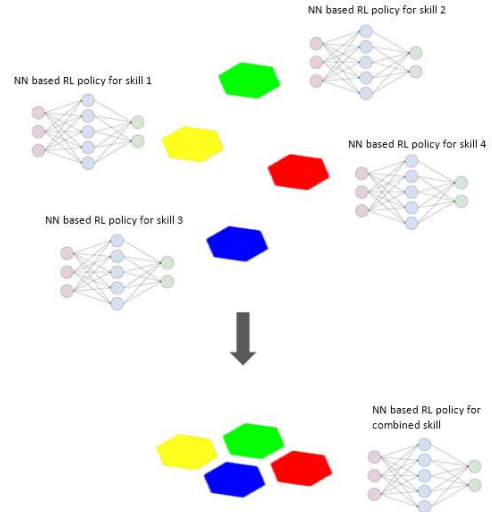 NN based RL policy for skill 2
NN based RL policy for skill 1
NN based RL policy for skill 4
NN based RL policy for skill 3
NN based RL policy for
combined skill